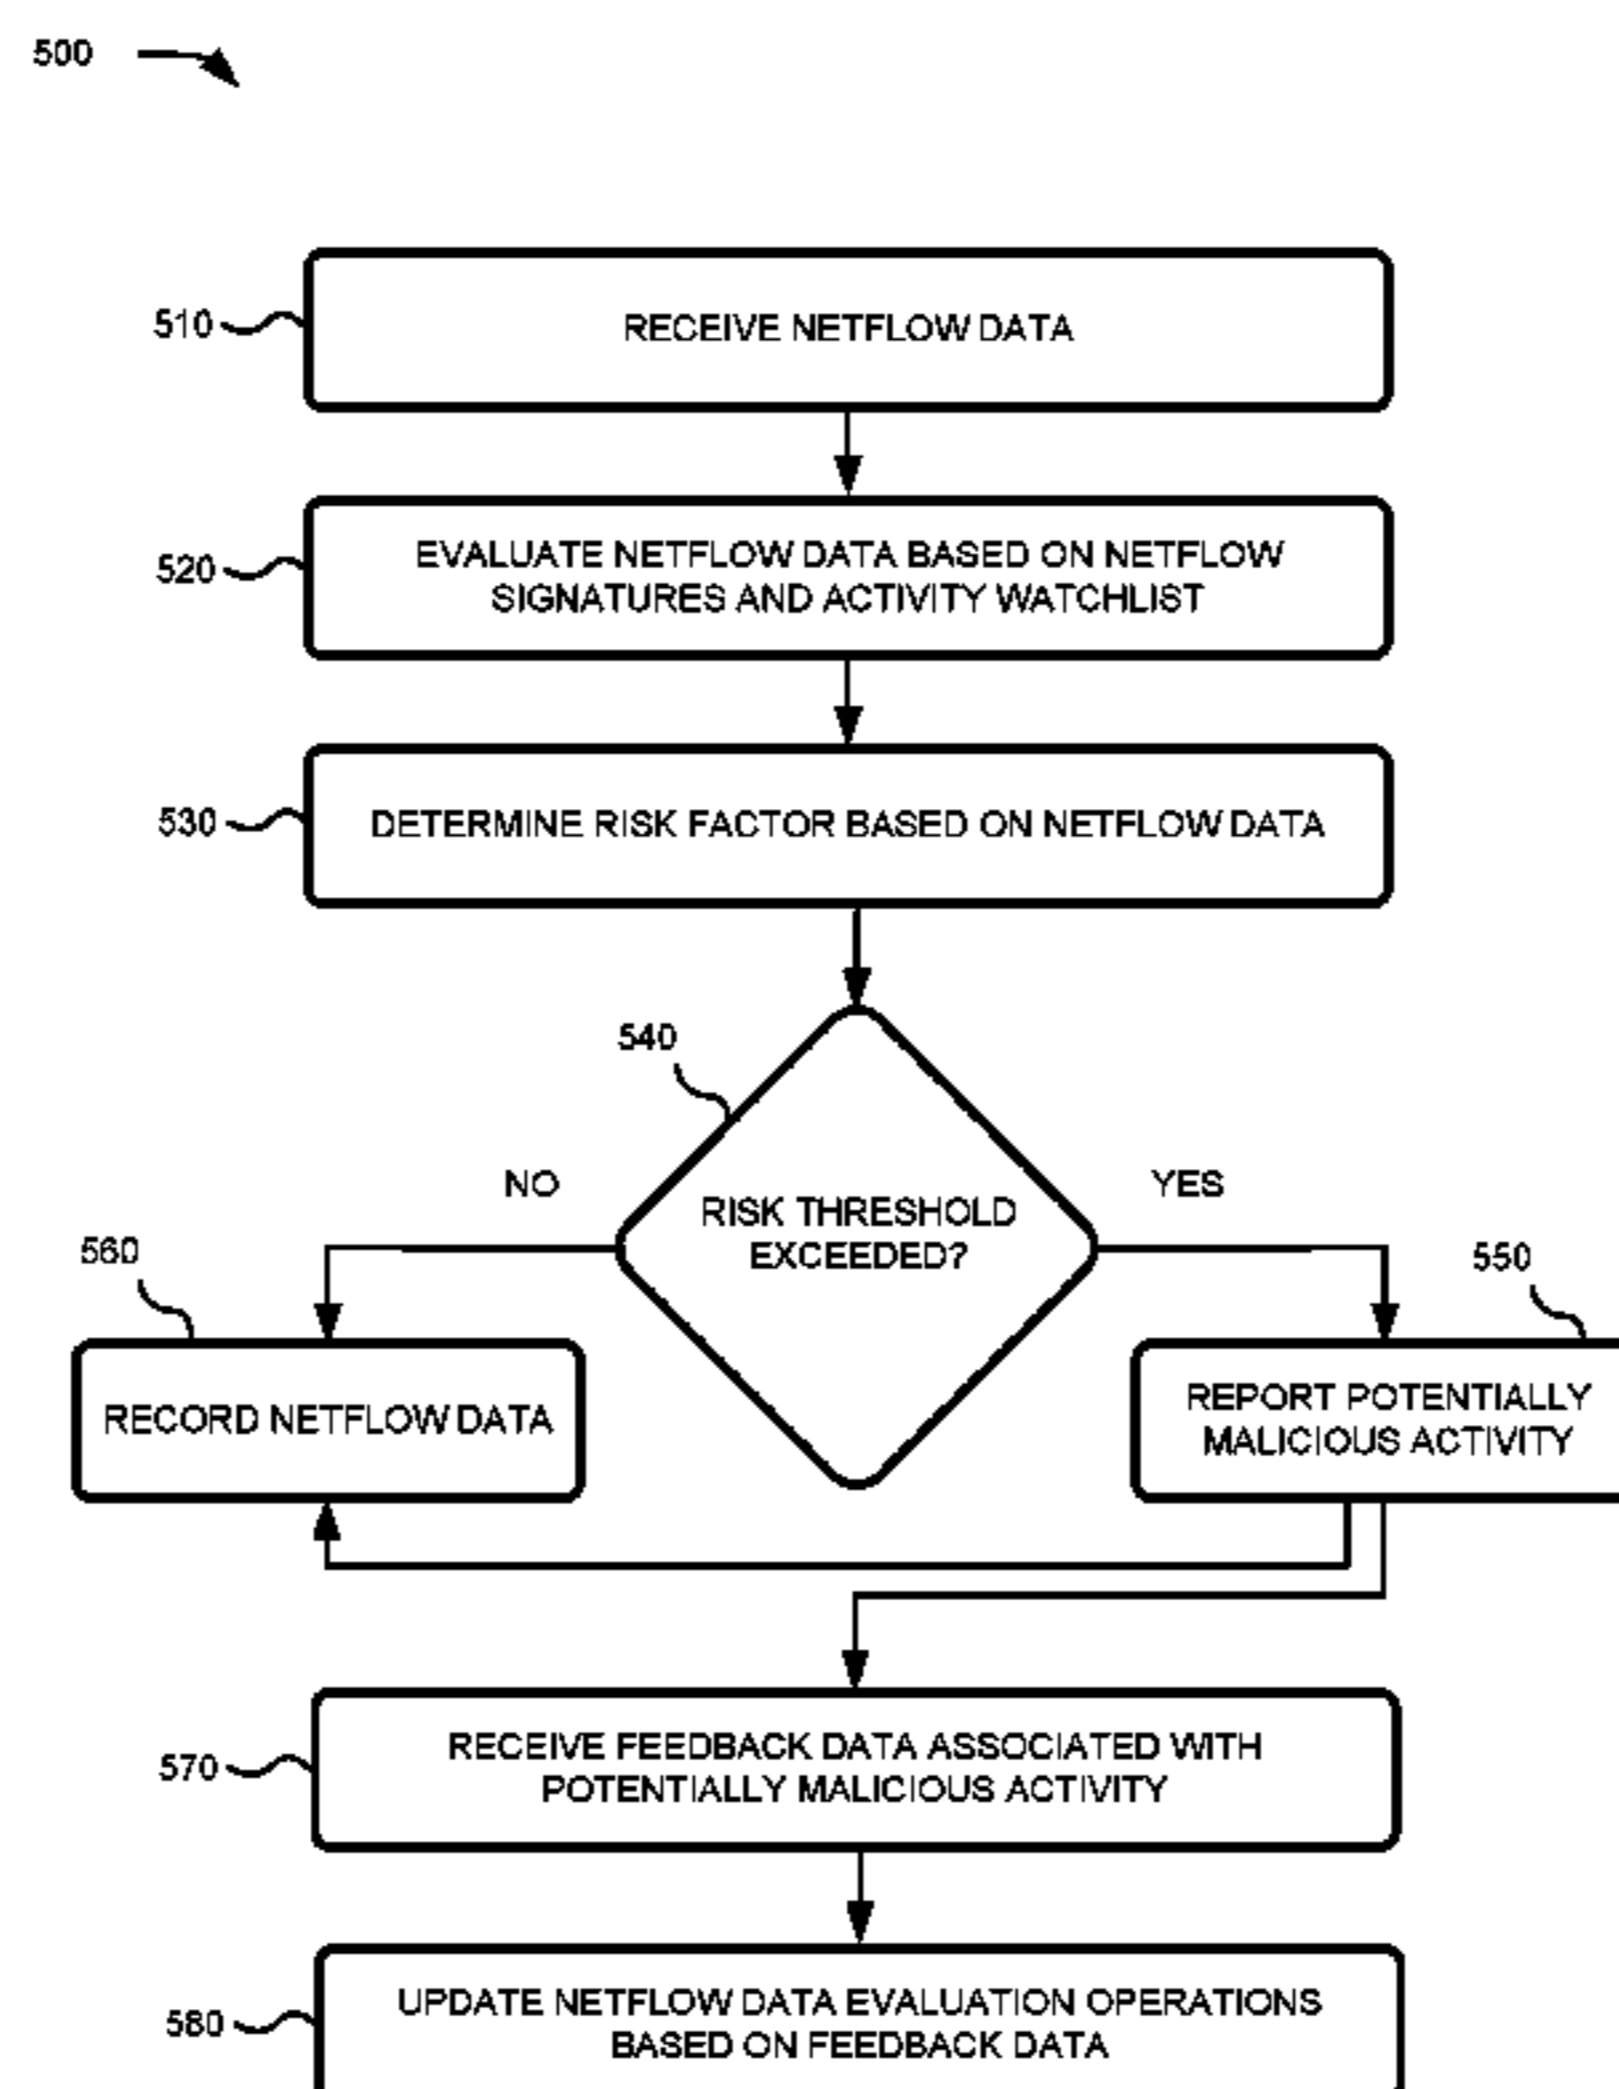 500
510
RECEIVE NETFLOW DATA
520
EVALUATE NETFLOW DATA BASED ON NETFLOW
SIGNATURES AND ACTIVITY WATCHLIST
530
DETERMINE RISK FACTOR BASED ON NETFLOW DATA
540
NO
YES
RISK THRESHOLD
EXCEEDED?
560
550
RECORD NETFLOW DATA
REPORT POTENTIALLY
MALICIOUS ACTIVITY
570
RECEIVE FEEDBACK DATA ASSOCIATED WITH
POTENTIALLY MALICIOUS ACTIVITY
580
UPDATE NETFLOW DATA EVALUATION OPERATIONS
BASED ON FEEDBACK DATA